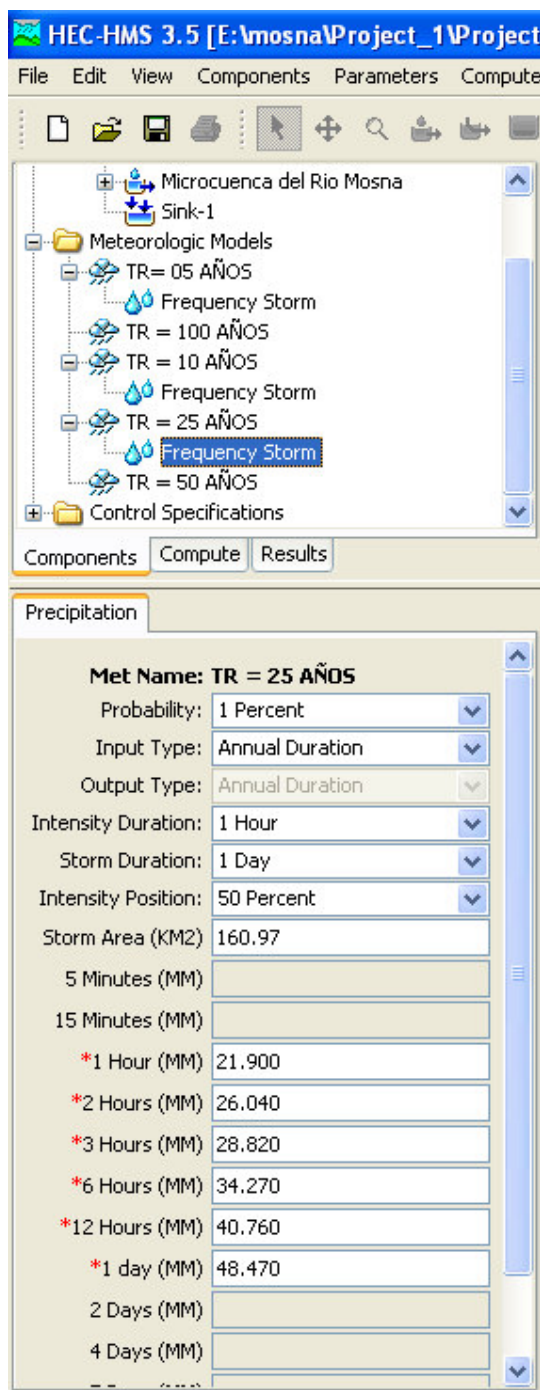 HEC-HMS 3.5 [E:\mosna\Project_1\Project
File Edit View Components Parameters Compute
Microcuenca del Rio Mosna
Sink-1
Meteorologic Models
TR= 05 AÑOS
Frequency Storm
TR = 100 AÑOS
TR = 10 AÑOS
Frequency Storm
TR = 25 AÑOS
Frequency Storm
TR = 50 AÑOS
Control Specifications
Components Compute Results
Precipitation
Met Name: TR = 25 AÑOS
Probability: 1 Percent
Input Type: Annual Duration
Output Type: Annual Duration
Intensity Duration: 1 Hour
Storm Duration: 1 Day
Intensity Position: 50 Percent
Storm Area (KM2) 160.97
5 Minutes (MM)
15 Minutes (MM)
*1 Hour (MM) 21.900
*2 Hours (MM) 26.040
*3 Hours (MM) 28.820
*6 Hours (MM) 34.270
*12 Hours (MM) 40.760
*1 day (MM) 48.470
2 Days (MM)
4 Days (MM)